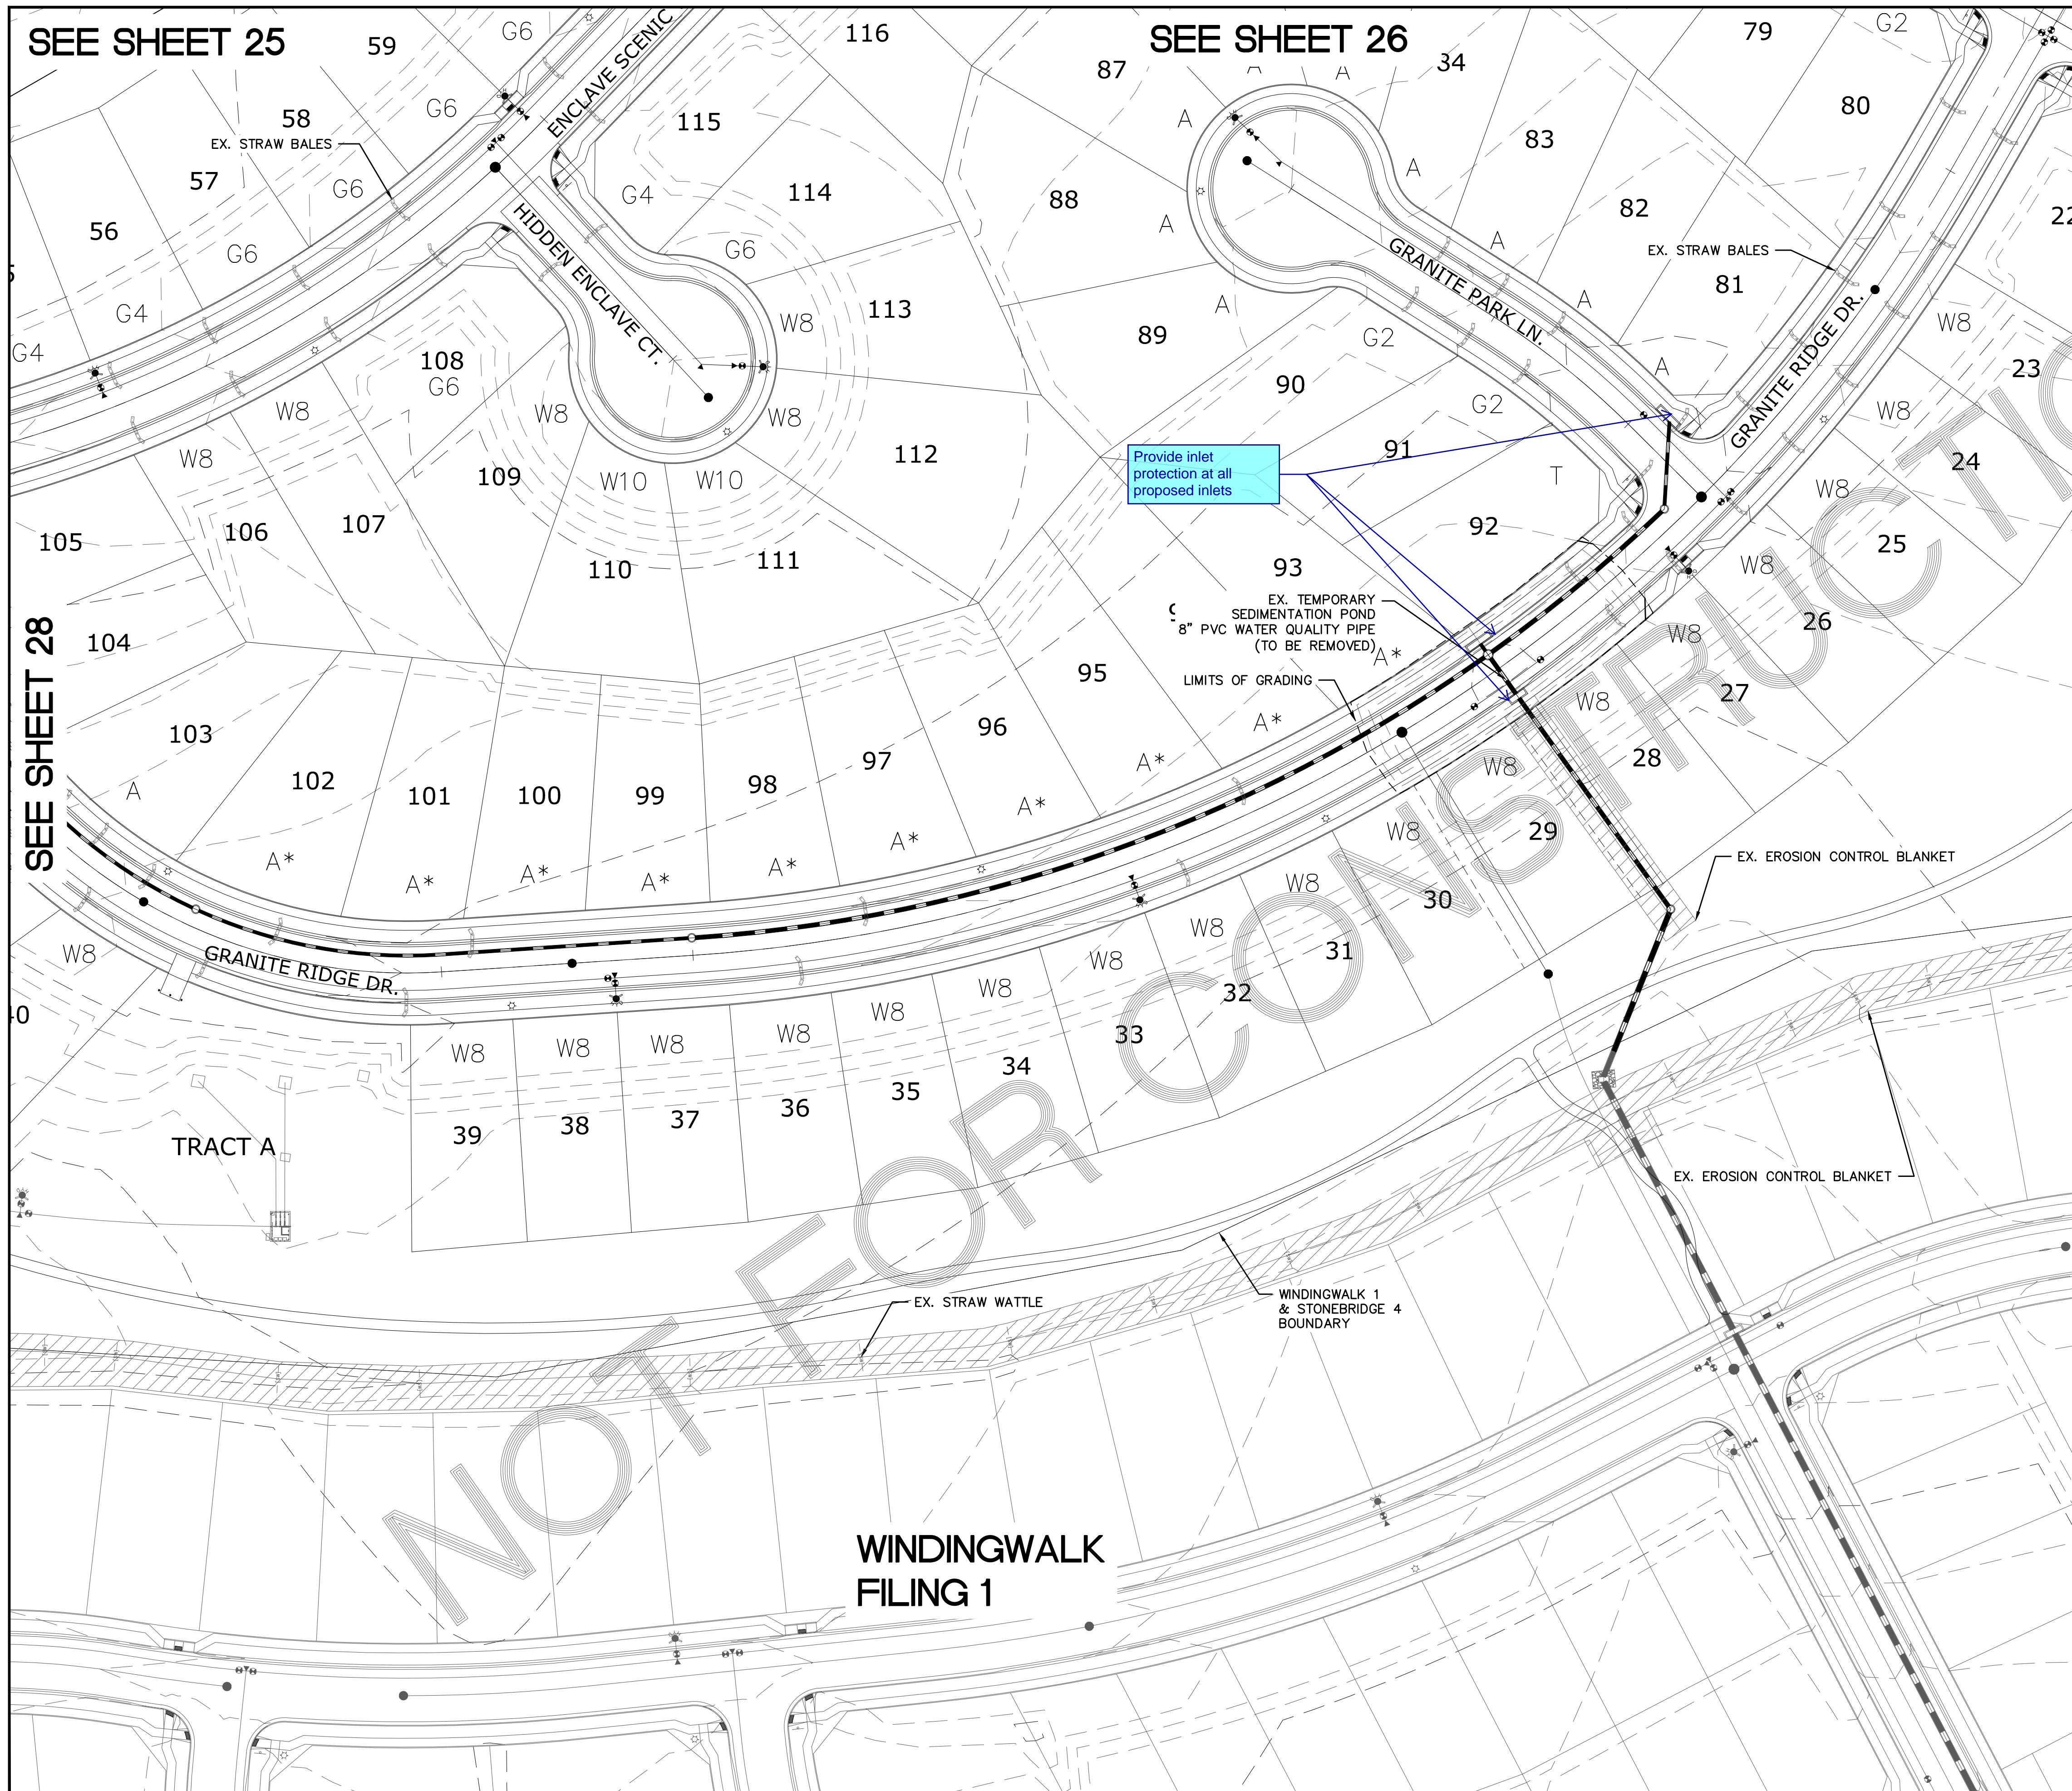 SEE SHEET 25
SEE SHEET 26
SEE SHEET 28
59
G6
ENCLAVE SCENIC
116
87
A
A
34
79
G2
58
G6
EX. STRAW BALES
115
A
83
80
57
G6
G4
114
88
A
A
82
56
HIDDEN ENCLAVE CT.
G6
A
GRANITE PARK LN.
EX. STRAW BALES
81
G6
G4
W8
113
A
89
G2
A
GRANITE RIDGE DR.
W8
G4
108
G6
W8
W8
90
G2
A
W8
23
W8
W8
109
W10
W10
112
Provide inlet
protection at all
proposed inlets
91
T
W8
24
105
106
107
110
111
92
93
W8
25
104
EX. TEMPORARY
SEDIMENTATION POND
8" PVC WATER QUALITY PIPE
(TO BE REMOVED)
A*
W8
26
LIMITS OF GRADING
95
A*
W8
27
103
96
97
A*
W8
28
A
102
101
100
99
98
A*
A*
W8
29
A*
A*
A*
A*
A*
W8
30
EX. EROSION CONTROL BLANKET
W8
GRANITE RIDGE DR.
W8
31
W8
32
W8
33
W8
W8
W8
W8
W8
34
35
36
37
38
39
TRACT A
EX. EROSION CONTROL BLANKET
EX. STRAW WATTLE
WINDINGWALK 1
& STONEBRIDGE 4
BOUNDARY
NOT FOR CONSTRUCTIO
WINDINGWALK
FILING 1